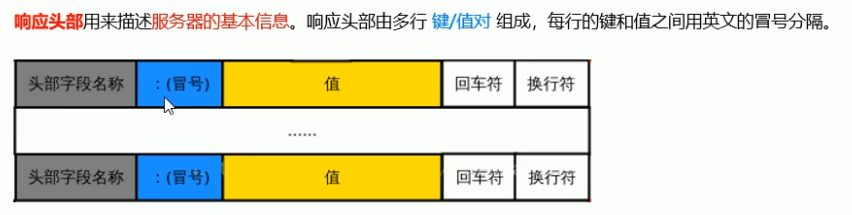 响应头部用来描述服务器的基本信息。响应头部由多行 键/值对 组成，每行的键和值之间用英文的冒号分隔。
头部字段名称 ：(冒号) 值 回车符 换行符
......
头部字段名称 ：(冒号) 值 回车符 换行符